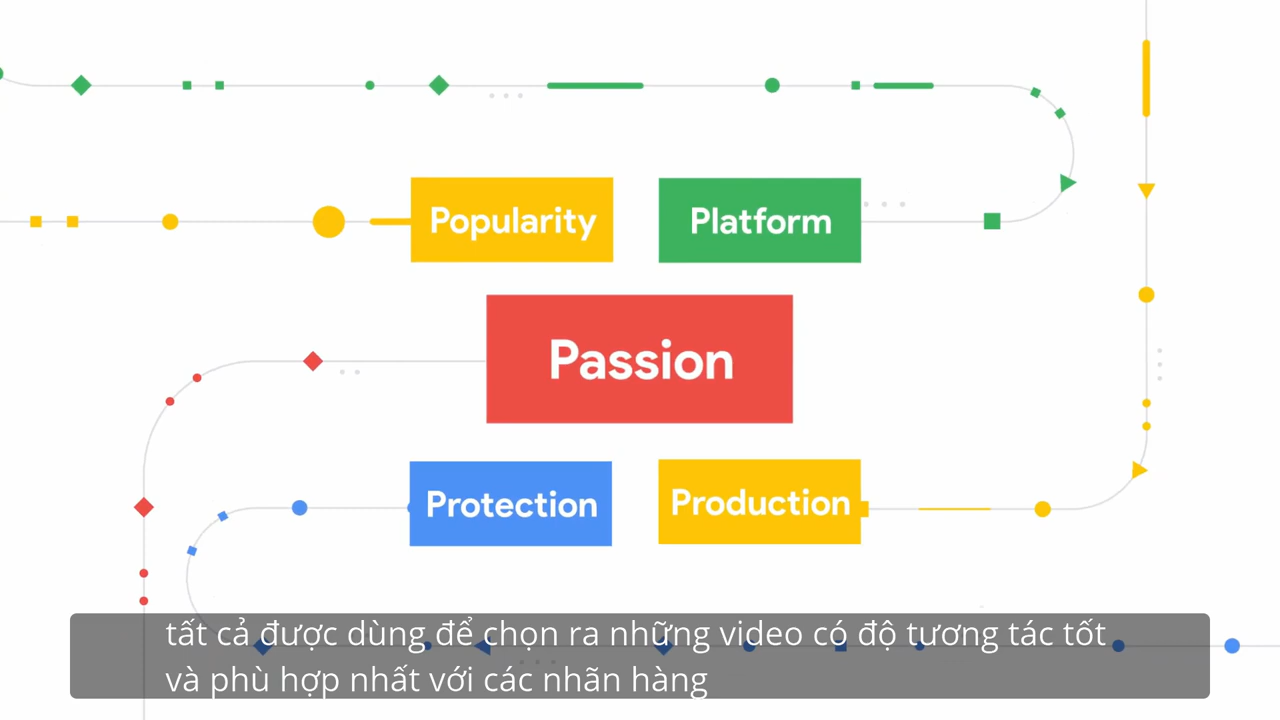 Popularity
Platform
Passion
Protection
Production
tất cả được dùng để chọn ra những video có độ tương tác tốt
và phù hợp nhất với các nhãn hàng